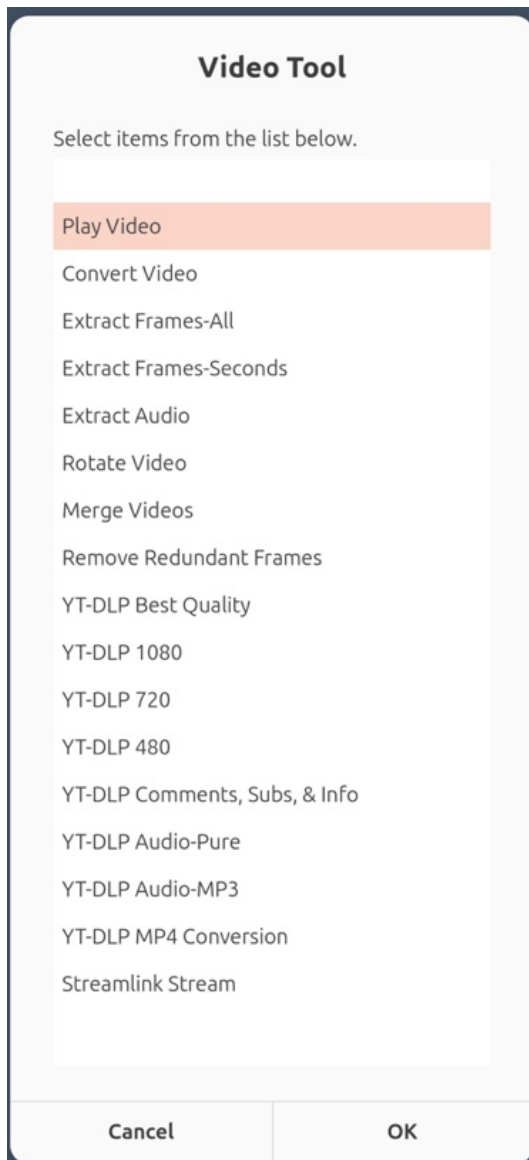 Video Tool
Select items from the list below.
Play Video
Convert Video
Extract Frames-All
Extract Frames-Seconds
Extract Audio
Rotate Video
Merge Videos
Remove Redundant Frames
YT-DLP Best Quality
YT-DLP 1080
YT-DLP 720
YT-DLP 480
YT-DLP Comments, Subs, & Info
YT-DLP Audio-Pure
YT-DLP Audio-MP3
YT-DLP MP4 Conversion
Streamlink Stream
Cancel
OK